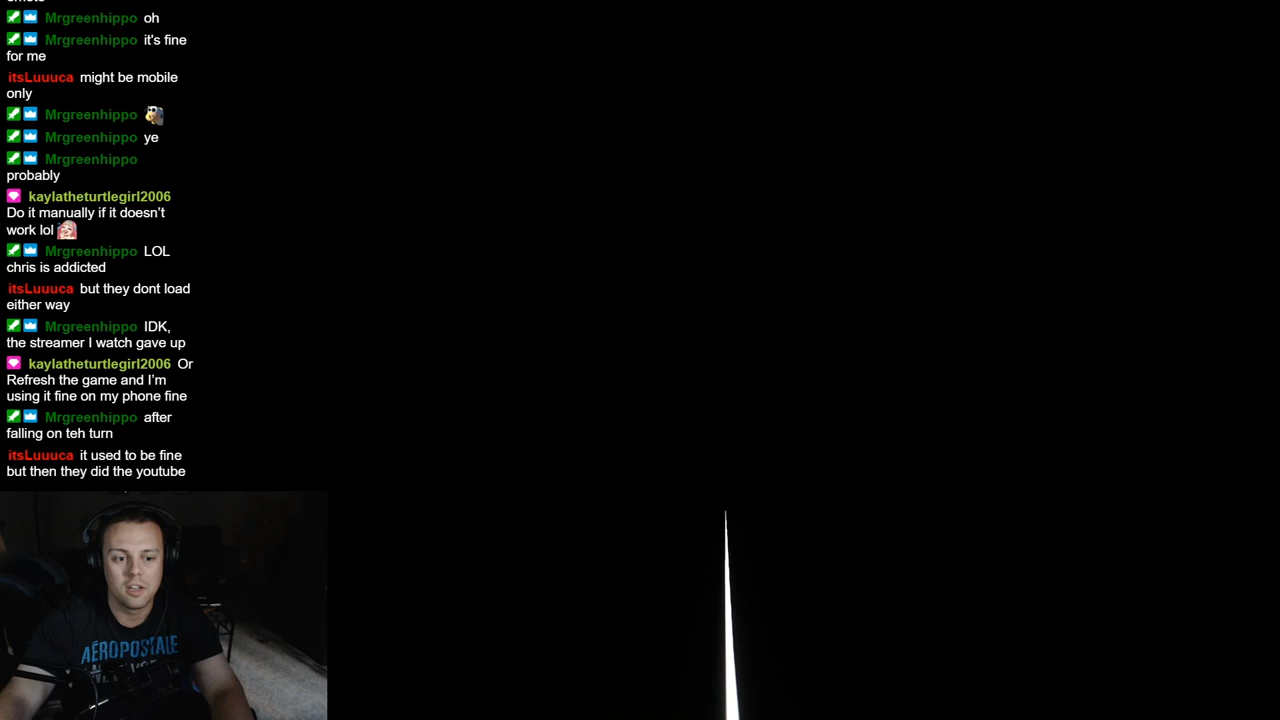 Mrgreenhippo oh
Mrgreenhippo it's fine
for me
itsLuuuca might be mobile
only
Mrgreenhippo
Mrgreenhippo ye
Mrgreenhippo
probably
kaylatheturtlegirl2006
Do it manually if it doesn't
work lol
Mrgreenhippo LOL
chris is addicted
itsLuuuca but they dont load
either way
Mrgreenhippo IDK,
the streamer I watch gave up
kaylatheturtlegirl2006 Or
Refresh the game and I'm
using it fine on my phone fine
Mrgreenhippo after
falling on teh turn
itsLuuuca it used to be fine
but then they did the youtube
AÉROPOSTALE